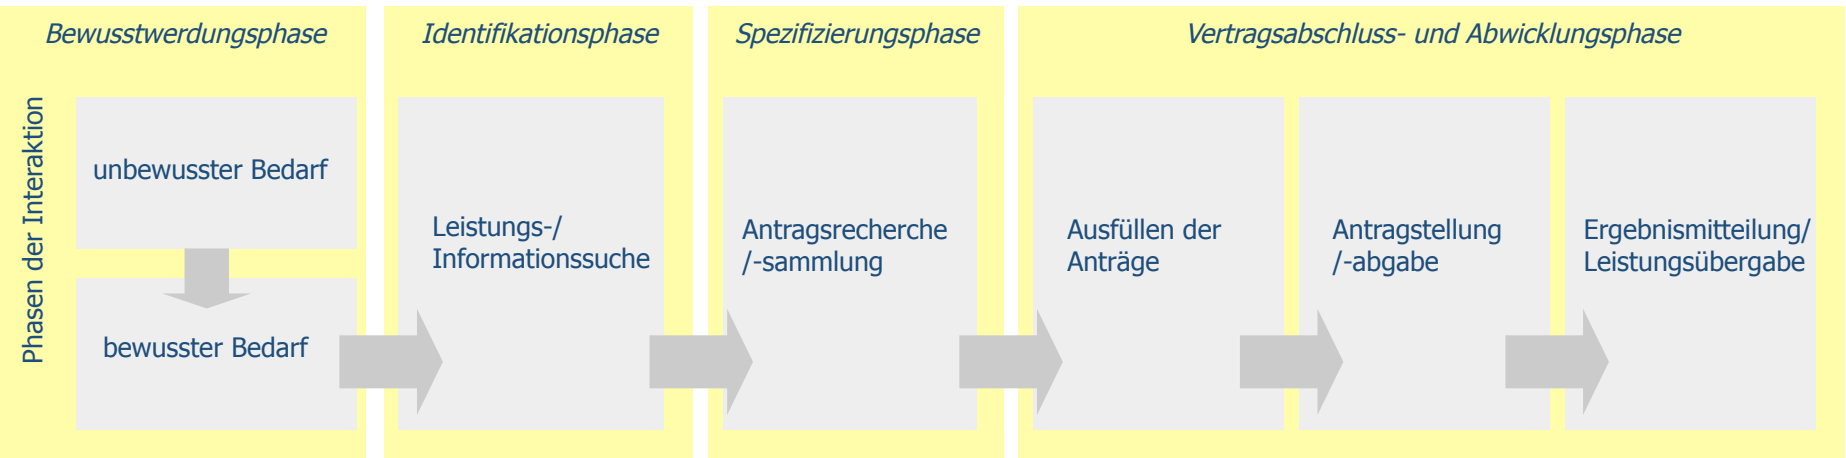 Bewusstwerdungsphase
Identifikationsphase
Spezifizierungsphase
Vertragsabschluss- und Abwicklungsphase
Phasen der Interaktion
unbewusster Bedarf
bewusster Bedarf
Leistungs-/
Informationssuche
Antragsrecherche
/-sammlung
Ausfüllen der
Anträge
Antragstellung
/-abgabe
Ergebnismitteilung/
Leistungsübergabe